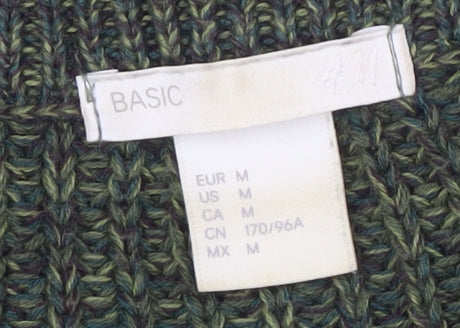 BASIC H&M
EUR M
US M
CA M
CN 170/96A
MX M